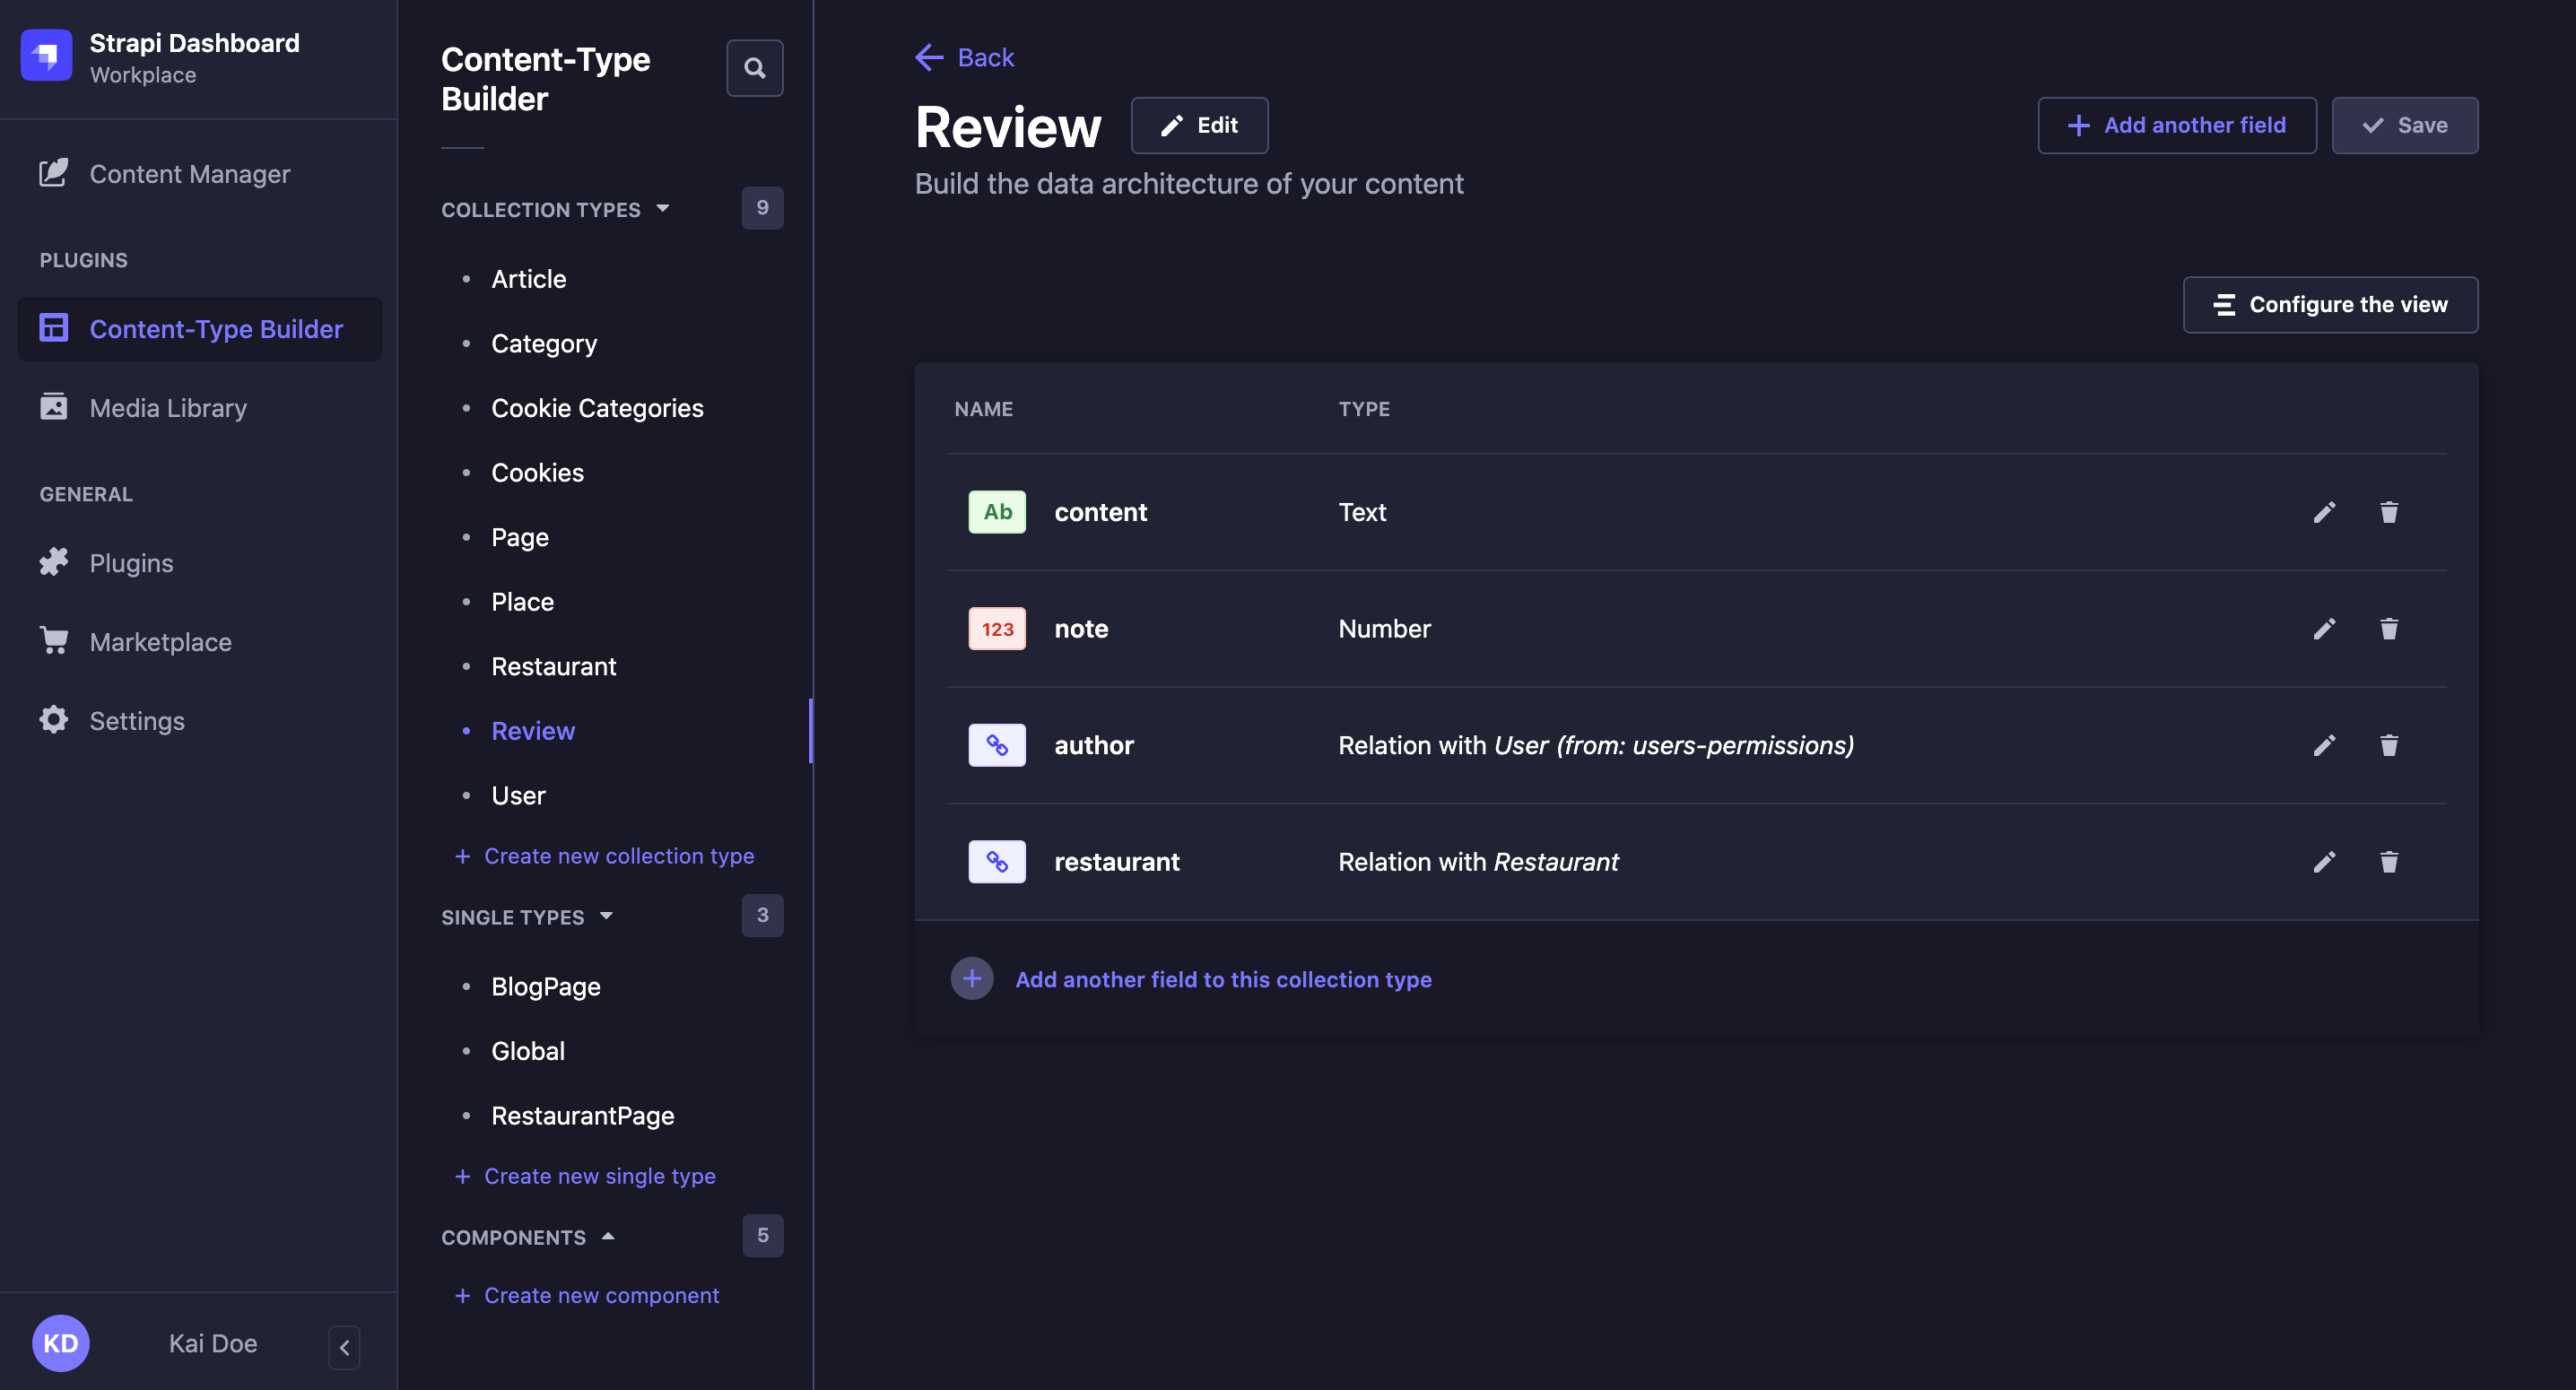 Strapi Dashboard
Workplace
Content Manager
PLUGINS
Content-Type Builder
Media Library
GENERAL
Plugins
Marketplace
Settings
KD
Kai Doe
Content-Type
Builder
COLLECTION TYPES
9
Article
Category
Cookie Categories
Cookies
Page
Place
Restaurant
Review
User
+ Create new collection type
SINGLE TYPES
3
BlogPage
Global
RestaurantPage
+ Create new single type
COMPONENTS
5
+ Create new component
Back
Review
Edit
Add another field
Save
Build the data architecture of your content
Configure the view
NAME TYPE
Ab content Text
123 note Number
author Relation with User (from: users-permissions)
restaurant Relation with Restaurant
Add another field to this collection type